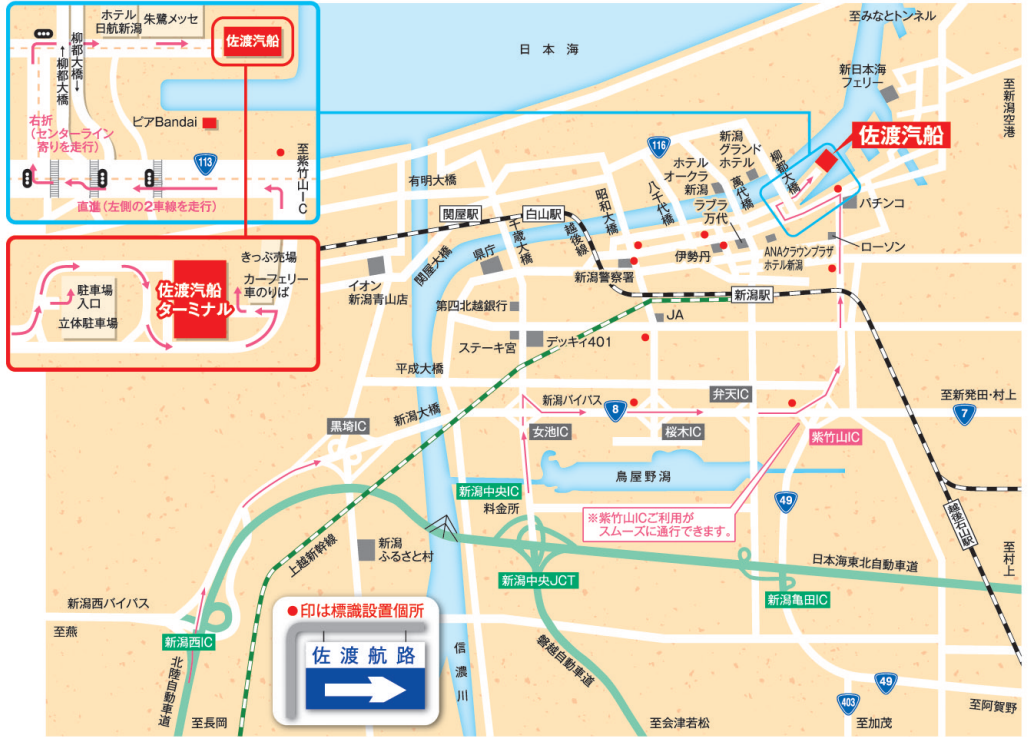 ホテル
日航新潟
朱鷺メッセ
佐渡汽船
柳都大橋→
←柳都大橋
右折
(センターライン
寄りを走行)
ピアBandai
113
至紫竹山IC
直進(左側の2車線を走行)
きっぷ売場
カーフェリー
車のりば
佐渡汽船
ターミナル
駐車場
入口
立体駐車場
日本海
至みなとトンネル
新日本海
フェリー
至新潟空港
佐渡汽船
116
新潟
グランド
ホテル
柳都大橋
ホテル
オークラ
新潟
萬代橋
八千代橋
ラブラ
万代
昭和大橋
有明大橋
関屋駅
白山駅
越後線
千歳大橋
関屋大橋
県庁
パチンコ
ローソン
ANAクラウンプラザ
ホテル新潟
伊勢丹
新潟警察署
イオン
新潟青山店
第四北越銀行
新潟駅
JA
ステーキ宮
デッキィ401
平成大橋
新潟バイパス
8
弁天IC
至新発田・村上
7
新潟大橋
黒埼IC
女池IC
桜木IC
紫竹山IC
鳥屋野潟
新潟中央IC
料金所
49
※紫竹山ICご利用が
スムーズに通行できます。
越後石山駅
至村上
上越新幹線
新潟
ふるさと村
日本海東北自動車道
新潟中央JCT
新潟亀田IC
新潟西バイパス
至燕
新潟西IC
北陸自動車道
至長岡
●印は標識設置個所
佐渡航路
信濃川
磐越自動車道
至会津若松
49
403
至加茂
至阿賀野